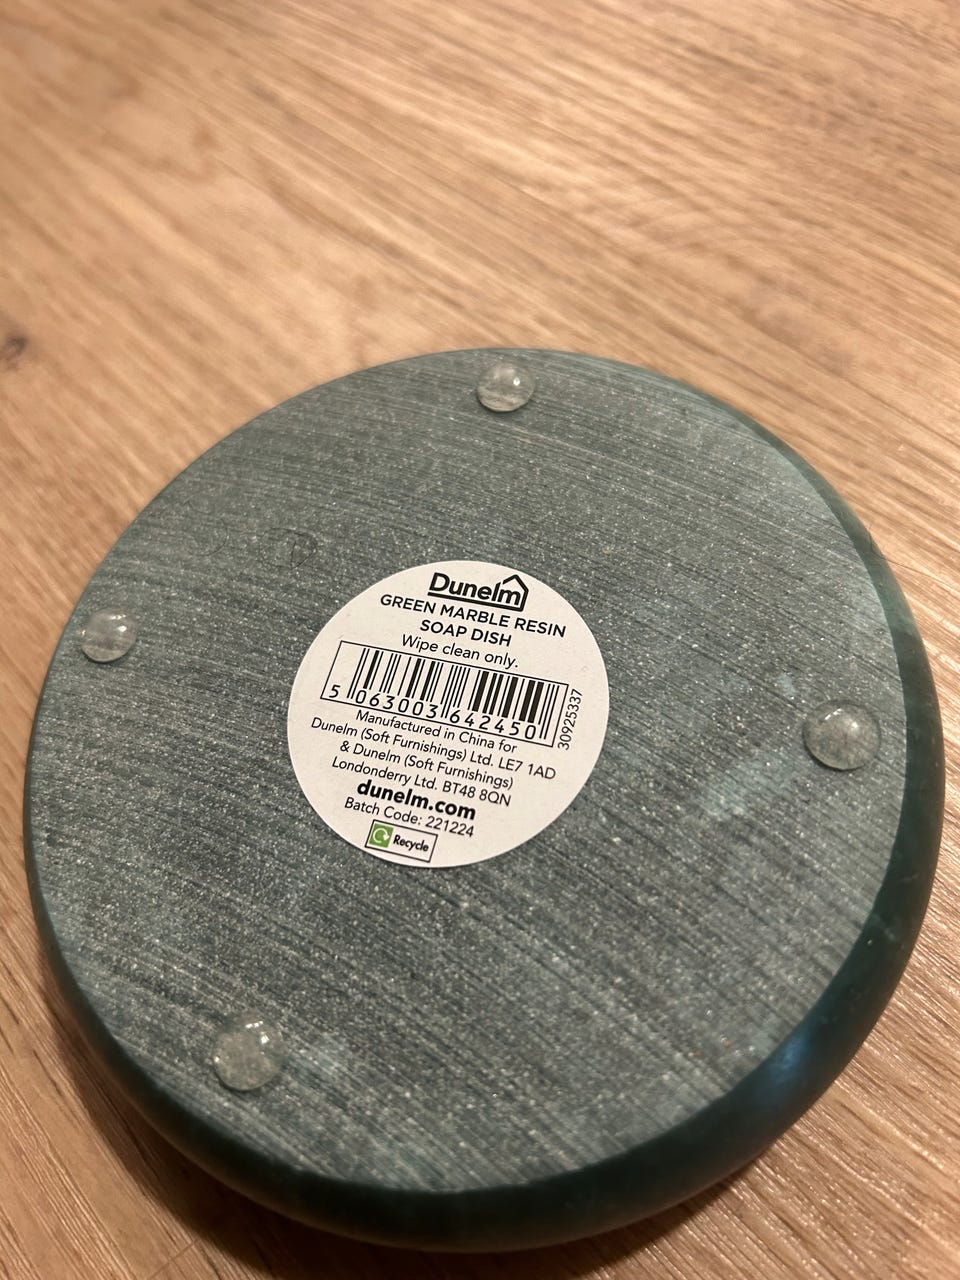 Dunelm
GREEN MARBLE RESIN
SOAP DISH
Wipe clean only.
5 063003 642450
30925337
Manufactured in China for
Dunelm (Soft Furnishings) Ltd. LE7 1AD
& Dunelm (Soft Furnishings)
Londonderry Ltd. BT48 8QN
dunelm.com
Batch Code: 221224
Recycle